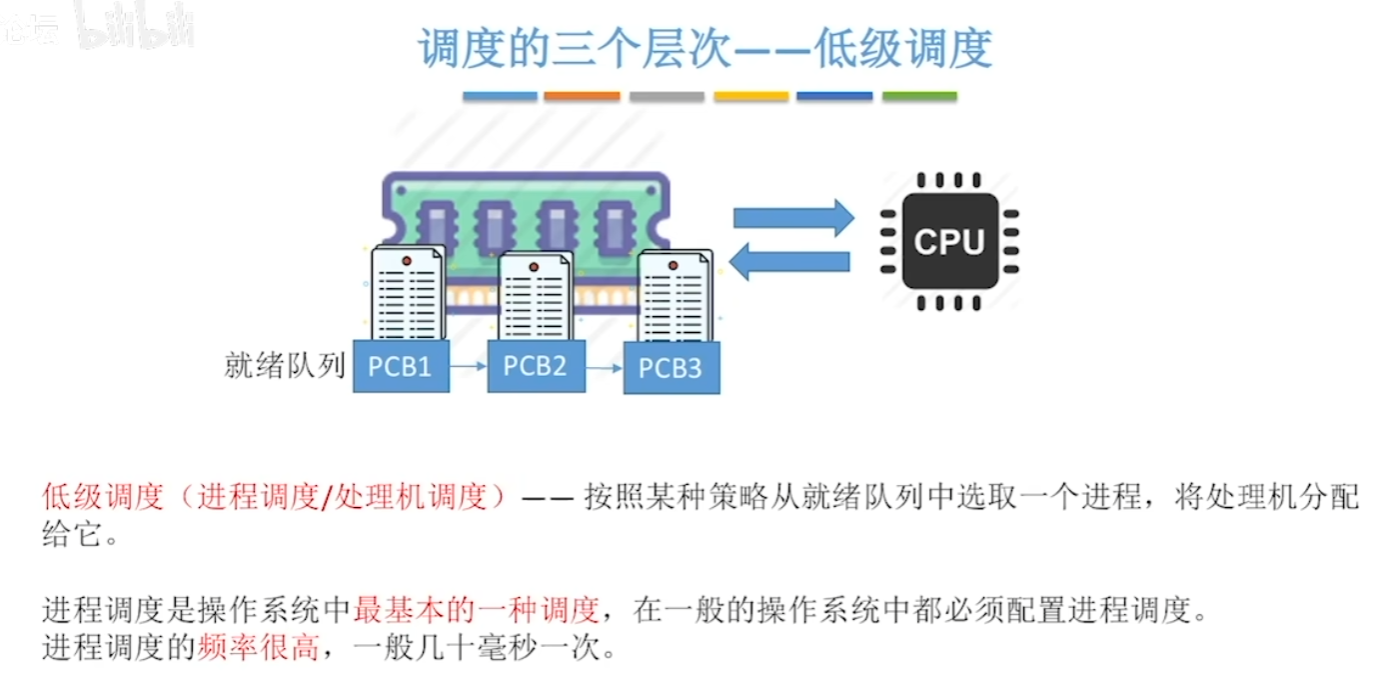 论坛 bilibili
调度的三个层次——低级调度
CPU
就绪队列 PCB1 PCB2 PCB3
低级调度（进程调度/处理机调度）—— 按照某种策略从就绪队列中选取一个进程，将处理机分配
给它。
进程调度是操作系统中最基本的一种调度，在一般的操作系统中都必须配置进程调度。
进程调度的频率很高，一般几十毫秒一次。